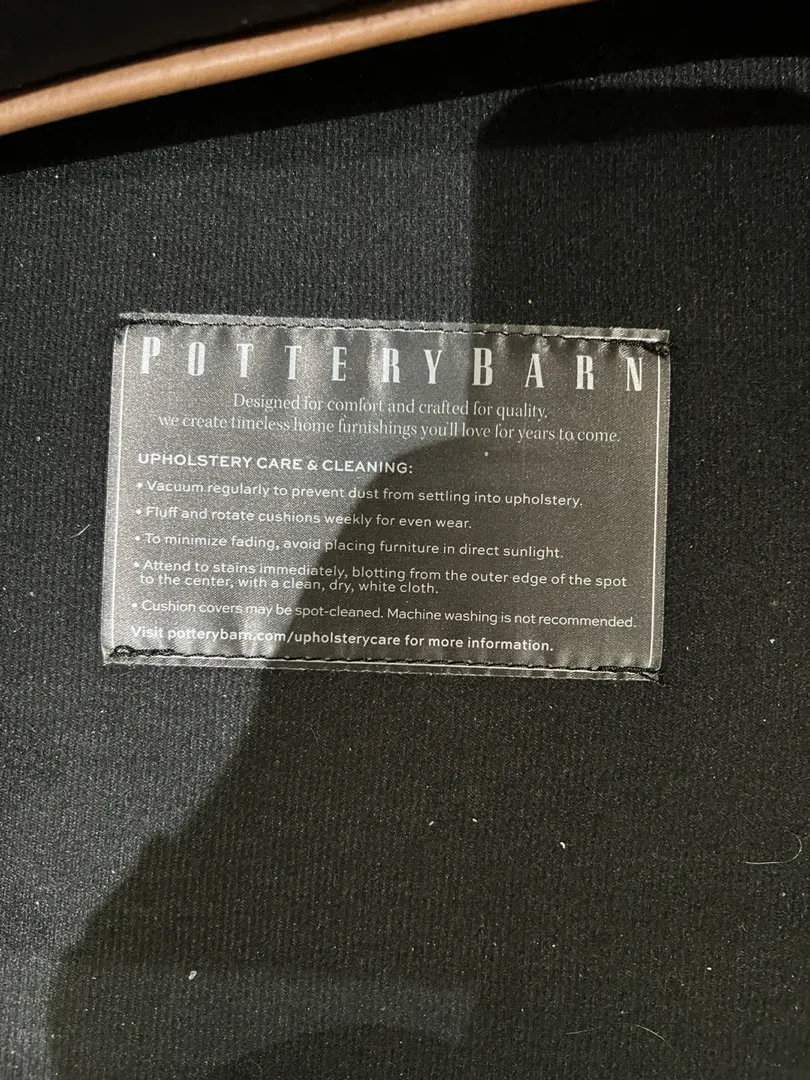 POTTERY BARN
Designed for comfort and crafted for quality,
we create timeless home furnishings you'll love for years to come.
UPHOLSTERY CARE & CLEANING:
• Vacuum regularly to prevent dust from settling into upholstery.
• Fluff and rotate cushions weekly for even wear.
• To minimize fading, avoid placing furniture in direct sunlight.
• Attend to stains immediately, blotting from the outer edge of the spot
to the center, with a clean, dry, white cloth.
• Cushion covers may be spot-cleaned. Machine washing is not recommended.
Visit potterybarn.com/upholsterycare for more information.